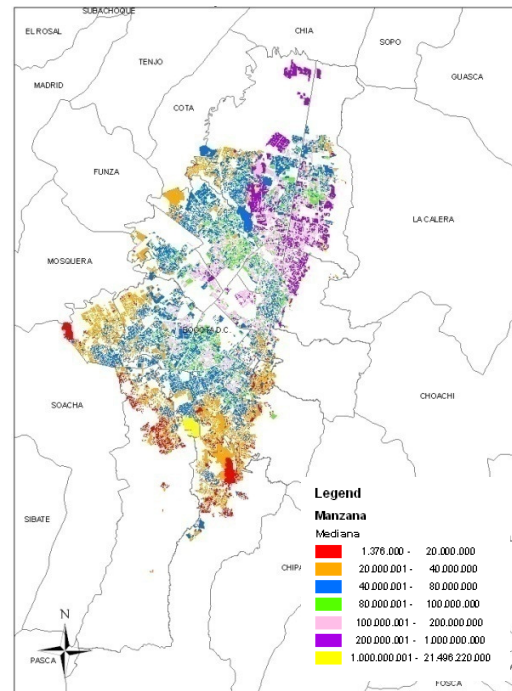 SUBACHOQUE
EL ROSAL
CHIA
SOPO
TENJO
GUASCA
MADRID
COTA
FUNZA
LA CALERA
MOSQUERA
BOGOTA D.C.
SOACHA
CHOACHI
SIBATE
Legend
Manzana
Mediana
1.376.000 - 20.000.000
20.000.001 - 40.000.000
40.000.001 - 80.000.000
80.000.001 - 100.000.000
100.000.001 - 200.000.000
200.000.001 - 1.000.000.000
1.000.000.001 - 21.496.220.000
CHIPA
N
PASCA
FOSCA